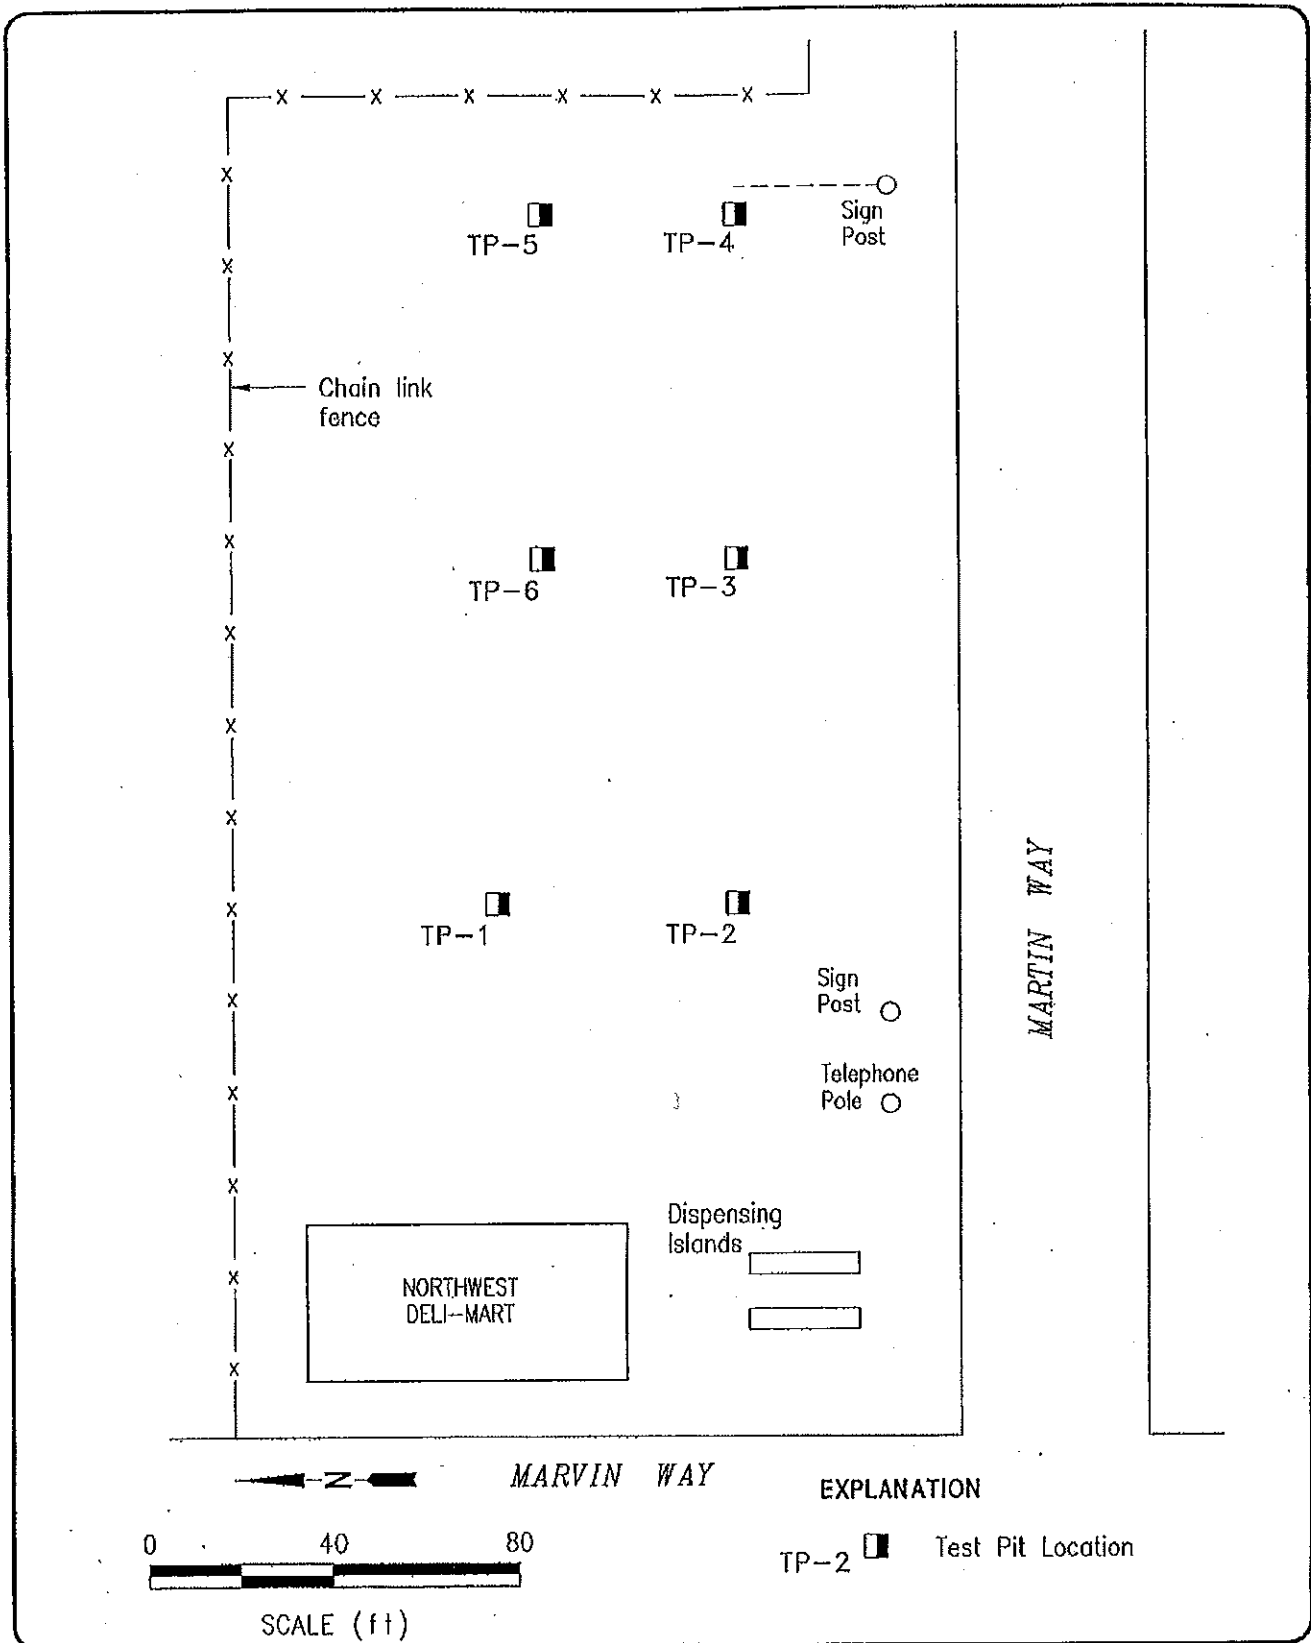 Sign
Post
TP-5
TP-4
Chain link
fence
TP-6
TP-3
TP-1
TP-2
Sign
Post
MARTIN WAY
Telephone
Pole
Dispensing
Islands
NORTHWEST
DELI-MART
N
MARVIN WAY
EXPLANATION
0 40 80
SCALE (ft)
TP-2 Test Pit Location